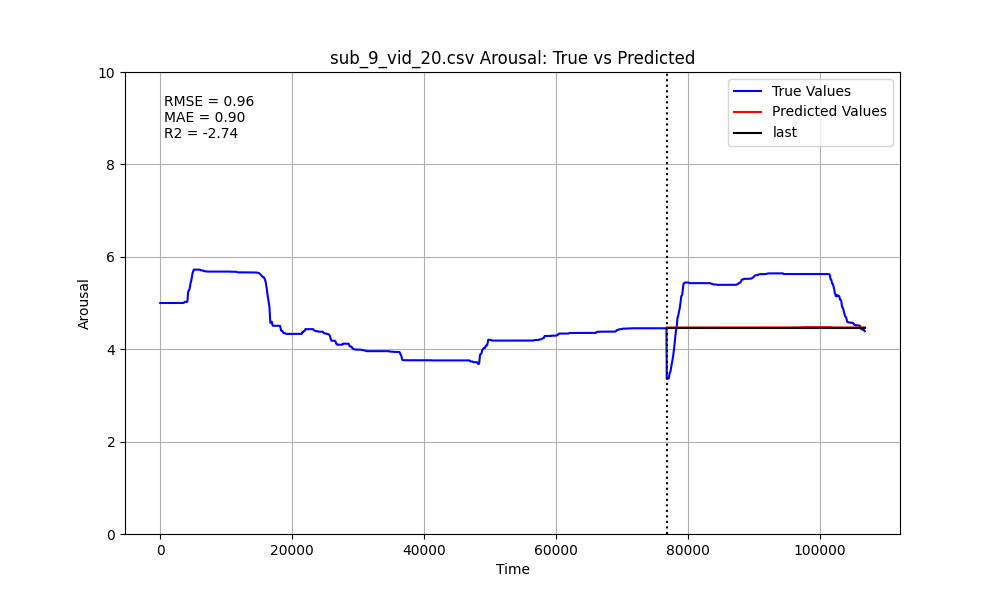 sub_9_vid_20.csv Arousal: True vs Predicted
RMSE = 0.96
MAE = 0.90
R2 = -2.74
True Values
Predicted Values
last
10
8
6
4
2
0
Arousal
0 20000 40000 60000 80000 100000
Time